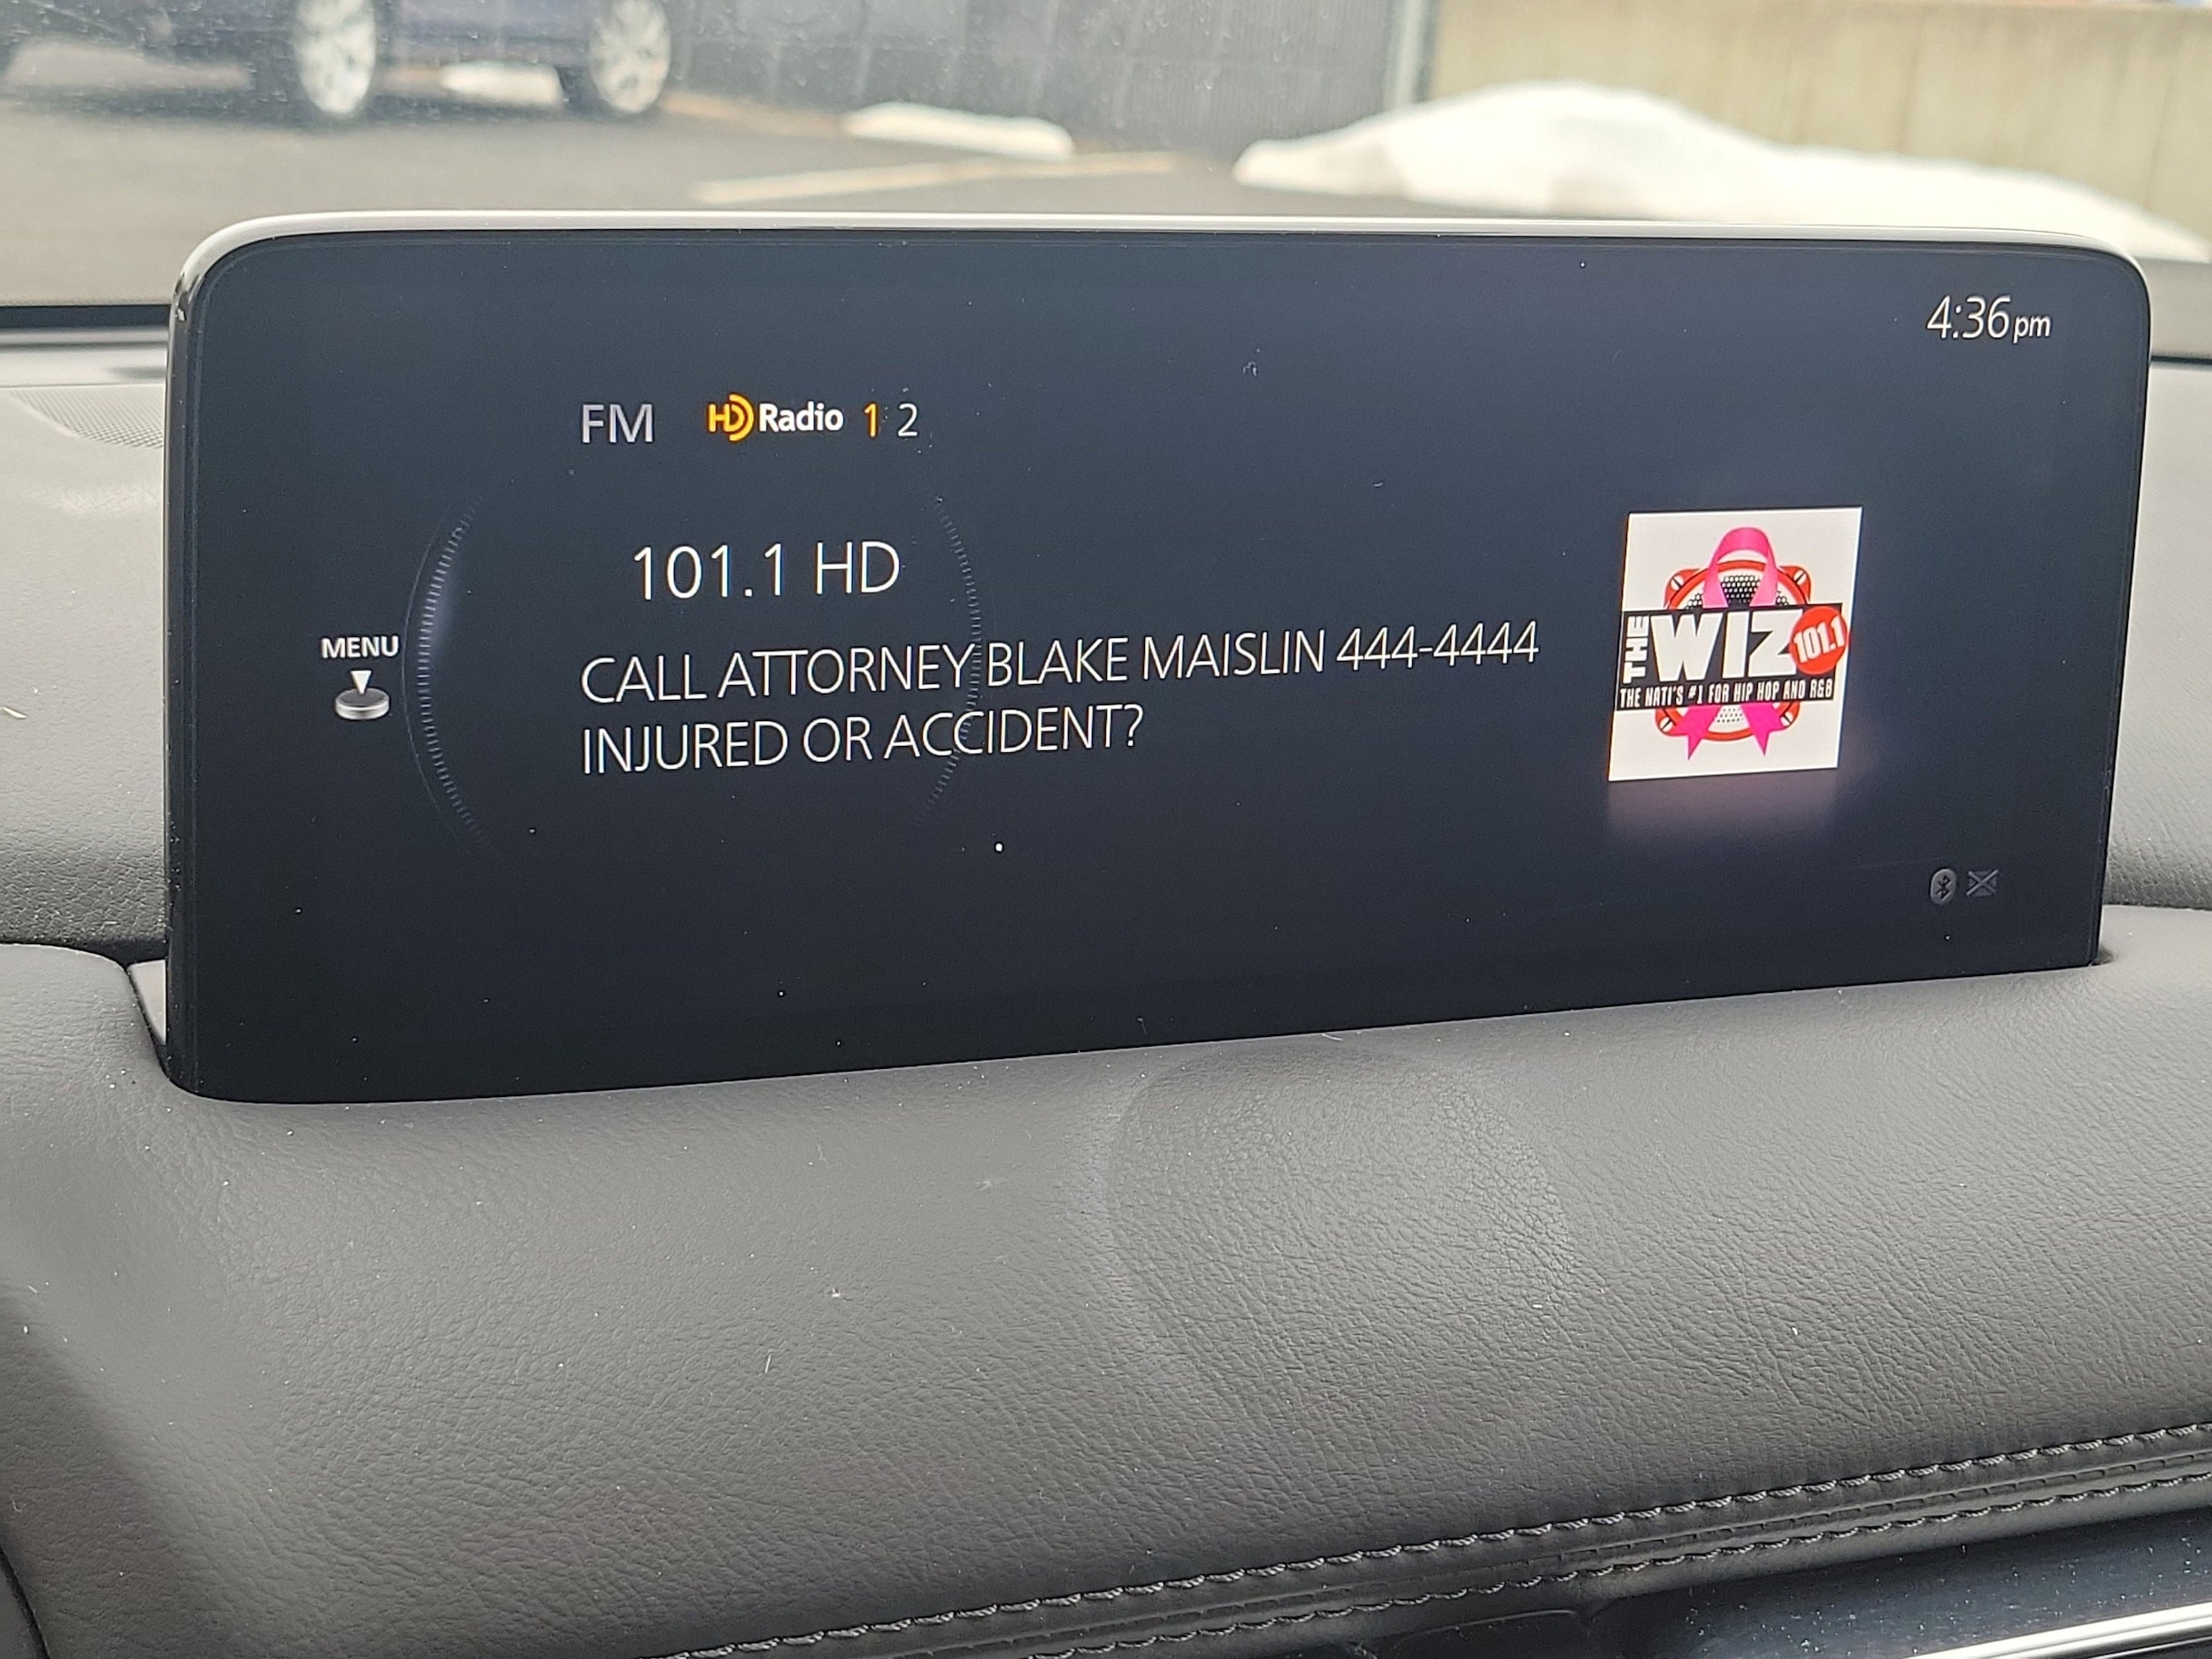 4:36pm
FM HD Radio 1 2
101.1 HD
MENU
CALL ATTORNEY BLAKE MAISLIN 444-4444
INJURED OR ACCIDENT?
THE WIZ 101.1
THE NATI'S #1 FOR HIP HOP AND R&B